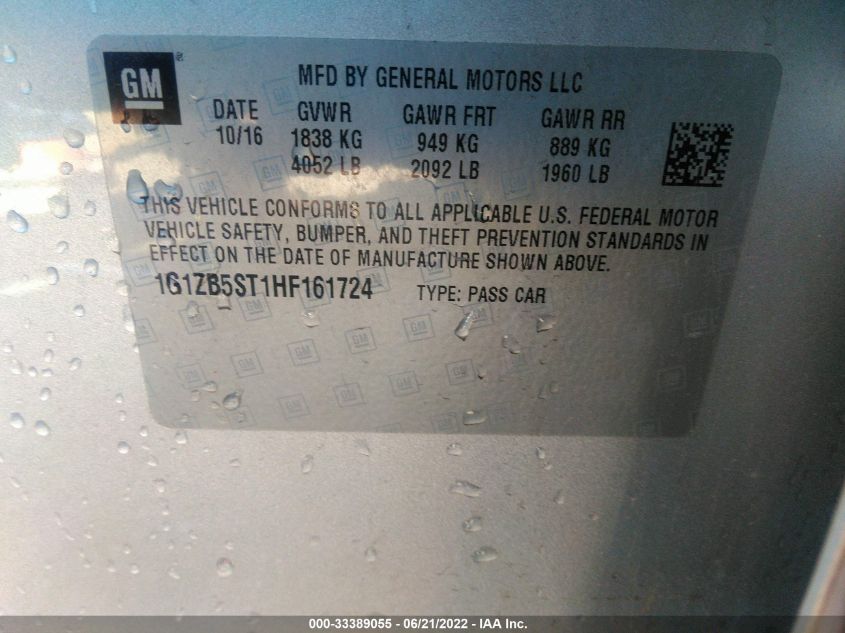 GM
MFD BY GENERAL MOTORS LLC
DATE GVWR GAWR FRT GAWR RR
10/16 1838 KG 949 KG 889 KG
4052 LB 2092 LB 1960 LB
THIS VEHICLE CONFORMS TO ALL APPLICABLE U.S. FEDERAL MOTOR
VEHICLE SAFETY, BUMPER, AND THEFT PREVENTION STANDARDS IN
EFFECT ON THE DATE OF MANUFACTURE SHOWN ABOVE.
1G1ZB5ST1HF161724 TYPE: PASS CAR
000-33389055 - 06/21/2022 - IAA Inc.